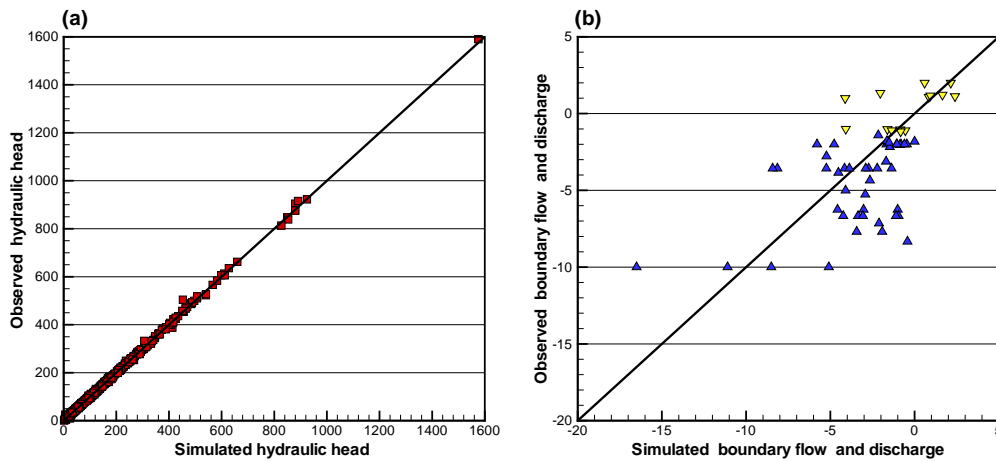 (a)
1600
1400
1200
1000
800
600
400
200
0
0 200 400 600 800 1000 1200 1400 1600
Simulated hydraulic head
Observed hydraulic head
(b)
5
0
-5
-10
-15
-20
-20 -15 -10 -5 0 5
Simulated boundary flow and discharge
Observed boundary flow and discharge